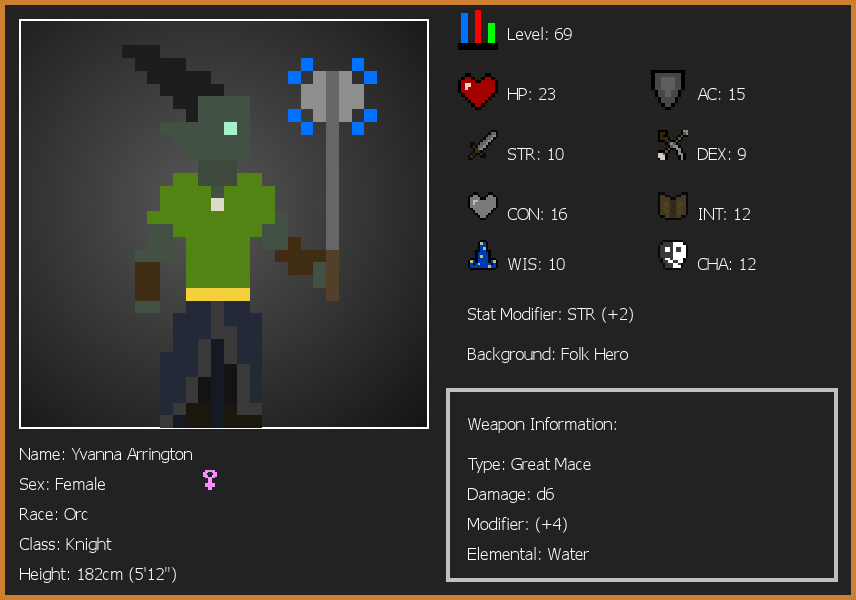 Level: 69
HP: 23
AC: 15
STR: 10
DEX: 9
CON: 16
INT: 12
WIS: 10
CHA: 12
Stat Modifier: STR (+2)
Background: Folk Hero
Weapon Information:
Type: Great Mace
Damage: d6
Modifier: (+4)
Elemental: Water
Name: Yvanna Arrington
Sex: Female
Race: Orc
Class: Knight
Height: 182cm (5'12")